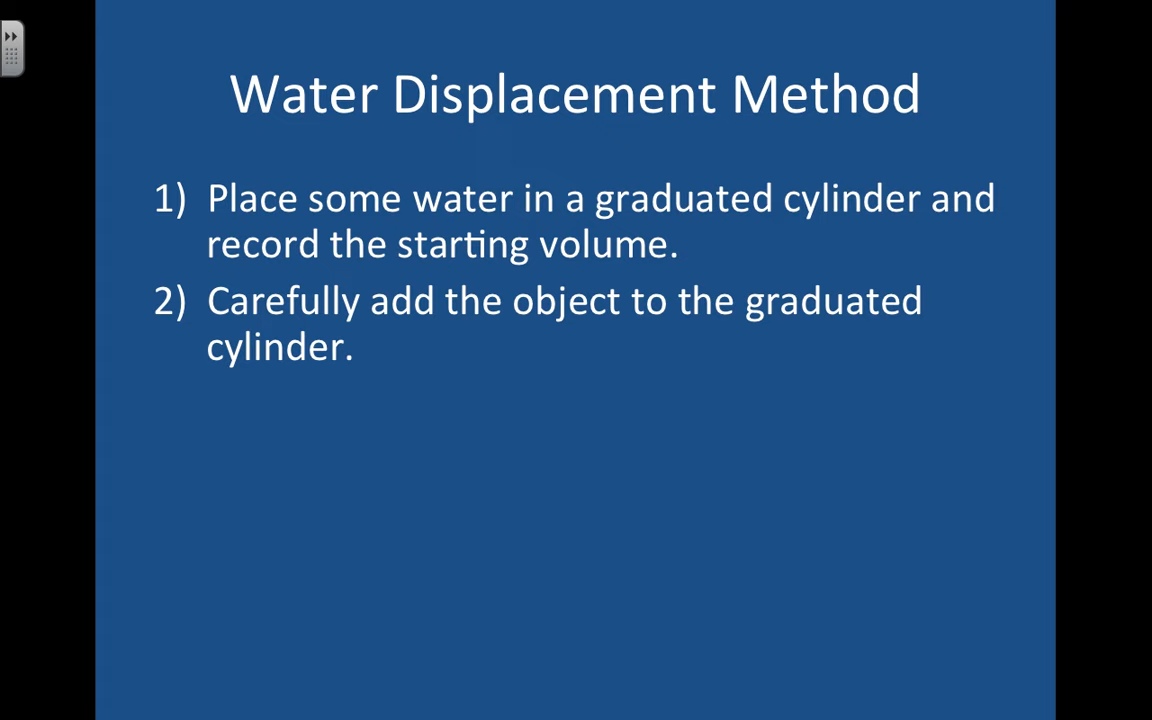 Water Displacement Method
1) Place some water in a graduated cylinder and
record the starting volume.
2) Carefully add the object to the graduated
cylinder.